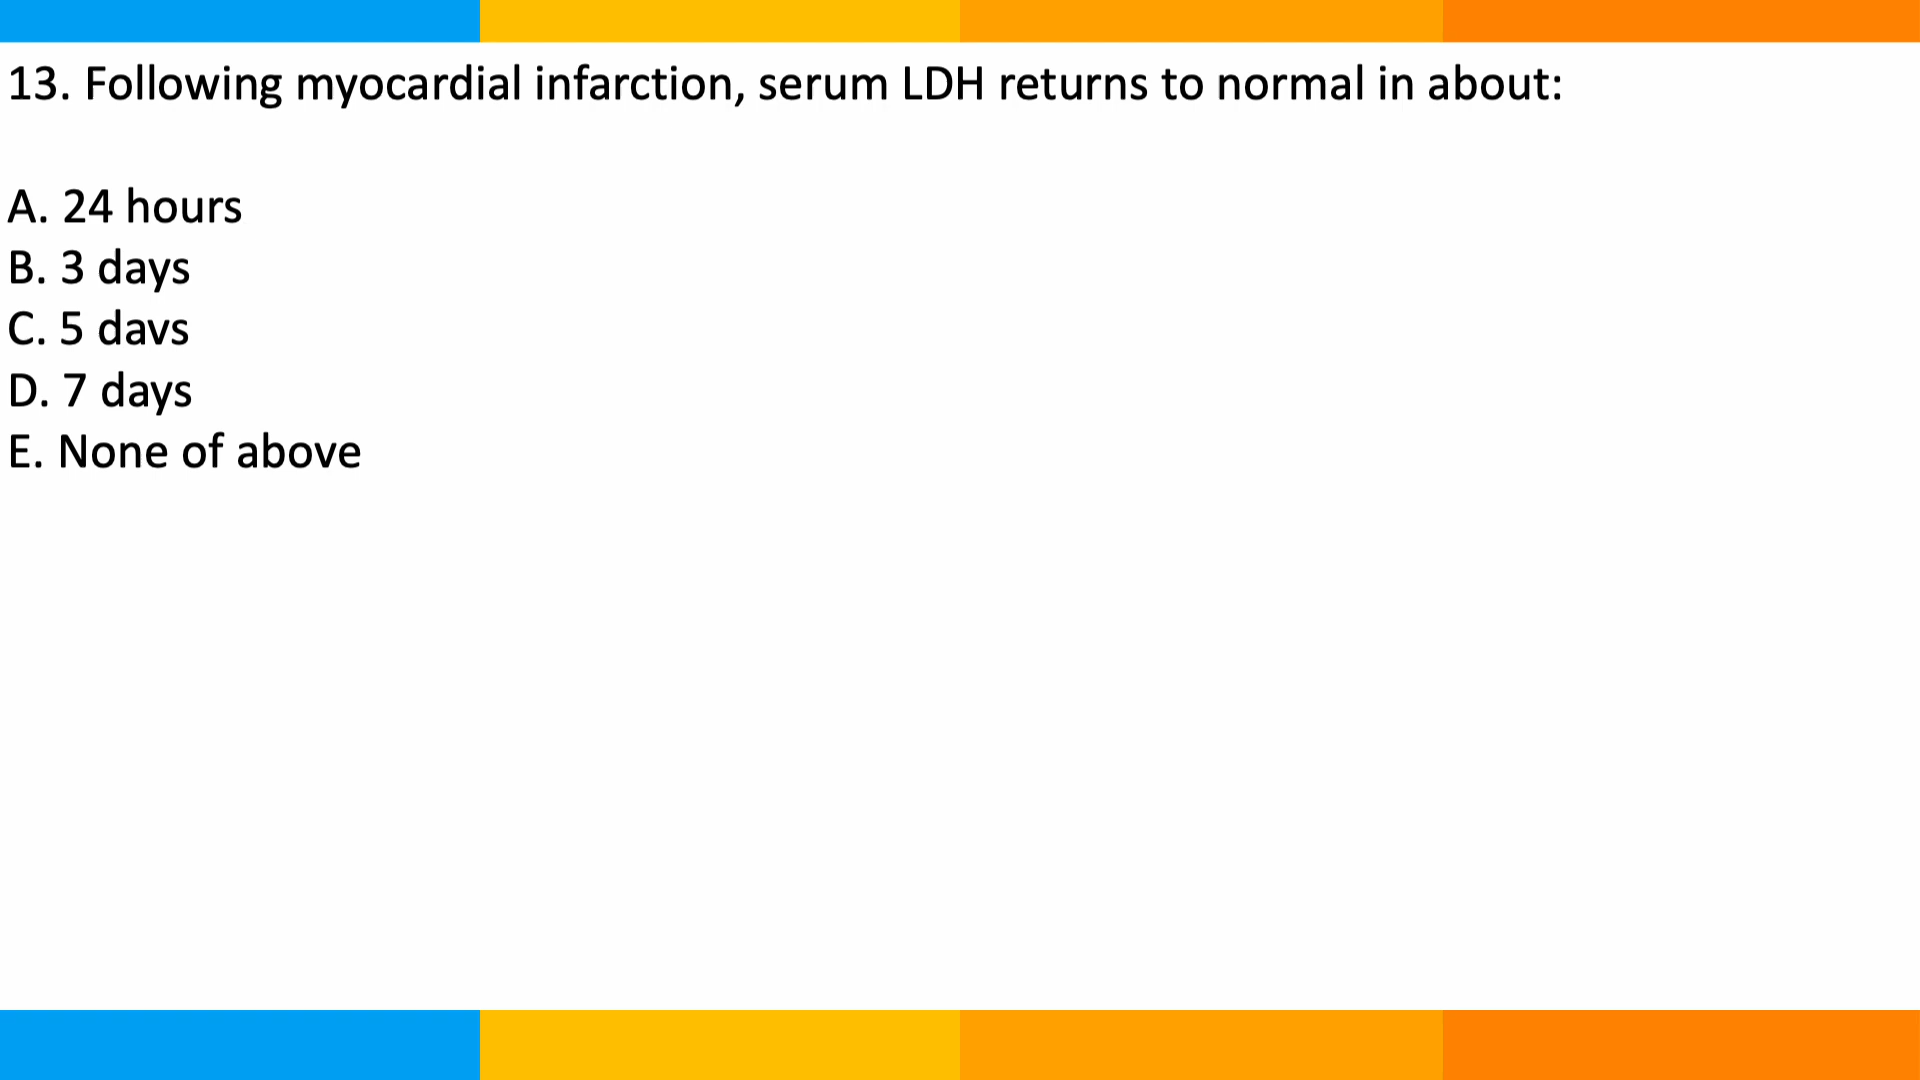 13. Following myocardial infarction, serum LDH returns to normal in about:
A. 24 hours
B. 3 days
C. 5 davs
D. 7 days
E. None of above